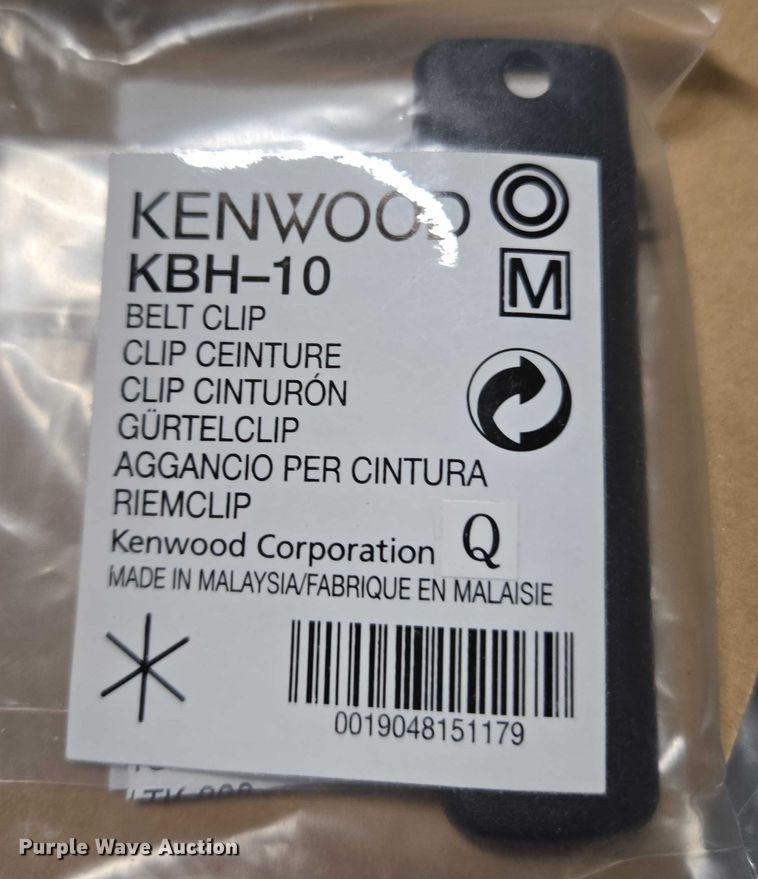 KENWOOD
KBH-10
M
BELT CLIP
CLIP CEINTURE
CLIP CINTURÓN
GÜRTELCLIP
AGGANCIO PER CINTURA
RIEMCLIP
Kenwood Corporation Q
MADE IN MALAYSIA/FABRIQUE EN MALAISIE
0019048151179
Purple Wave Auction